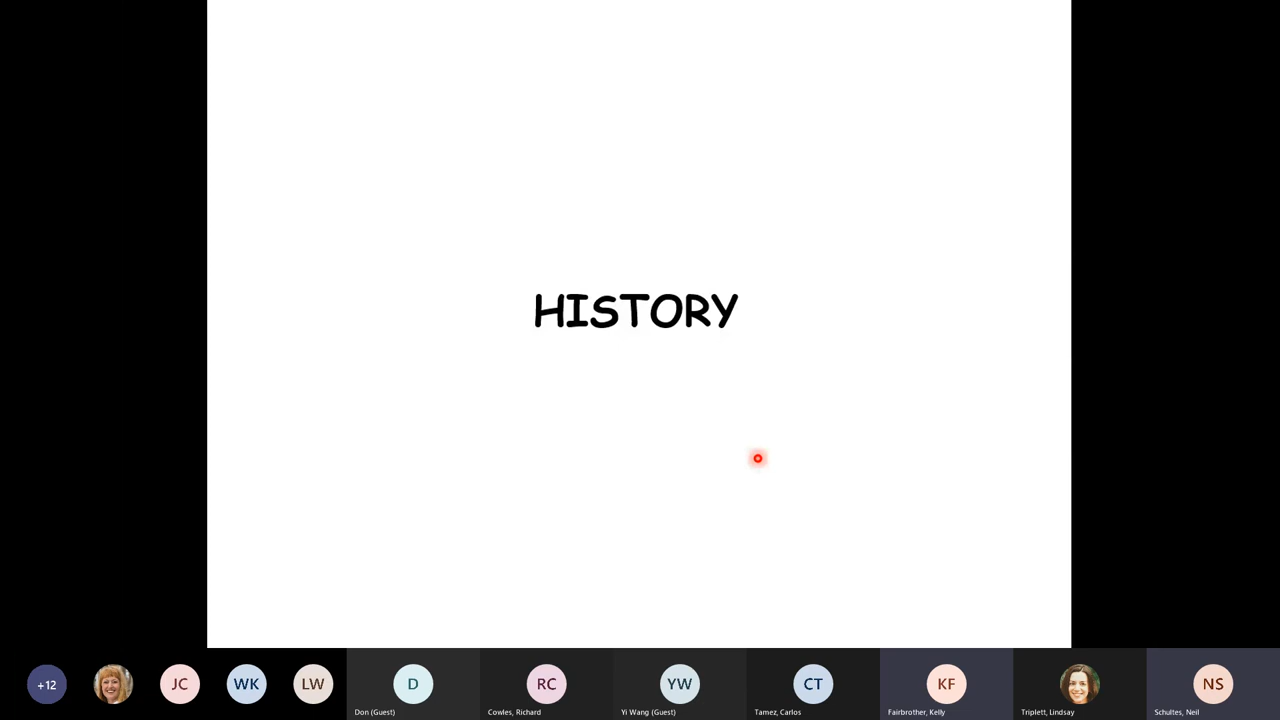 HISTORY
+12
JC
WK
LW
D
RC
YW
CT
KF
NS
Don (Guest)
Cowles, Richard
Yi Wang (Guest)
Tamez, Carlos
Fairbrother, Kelly
Triplett, Lindsay
Schultes, Neil